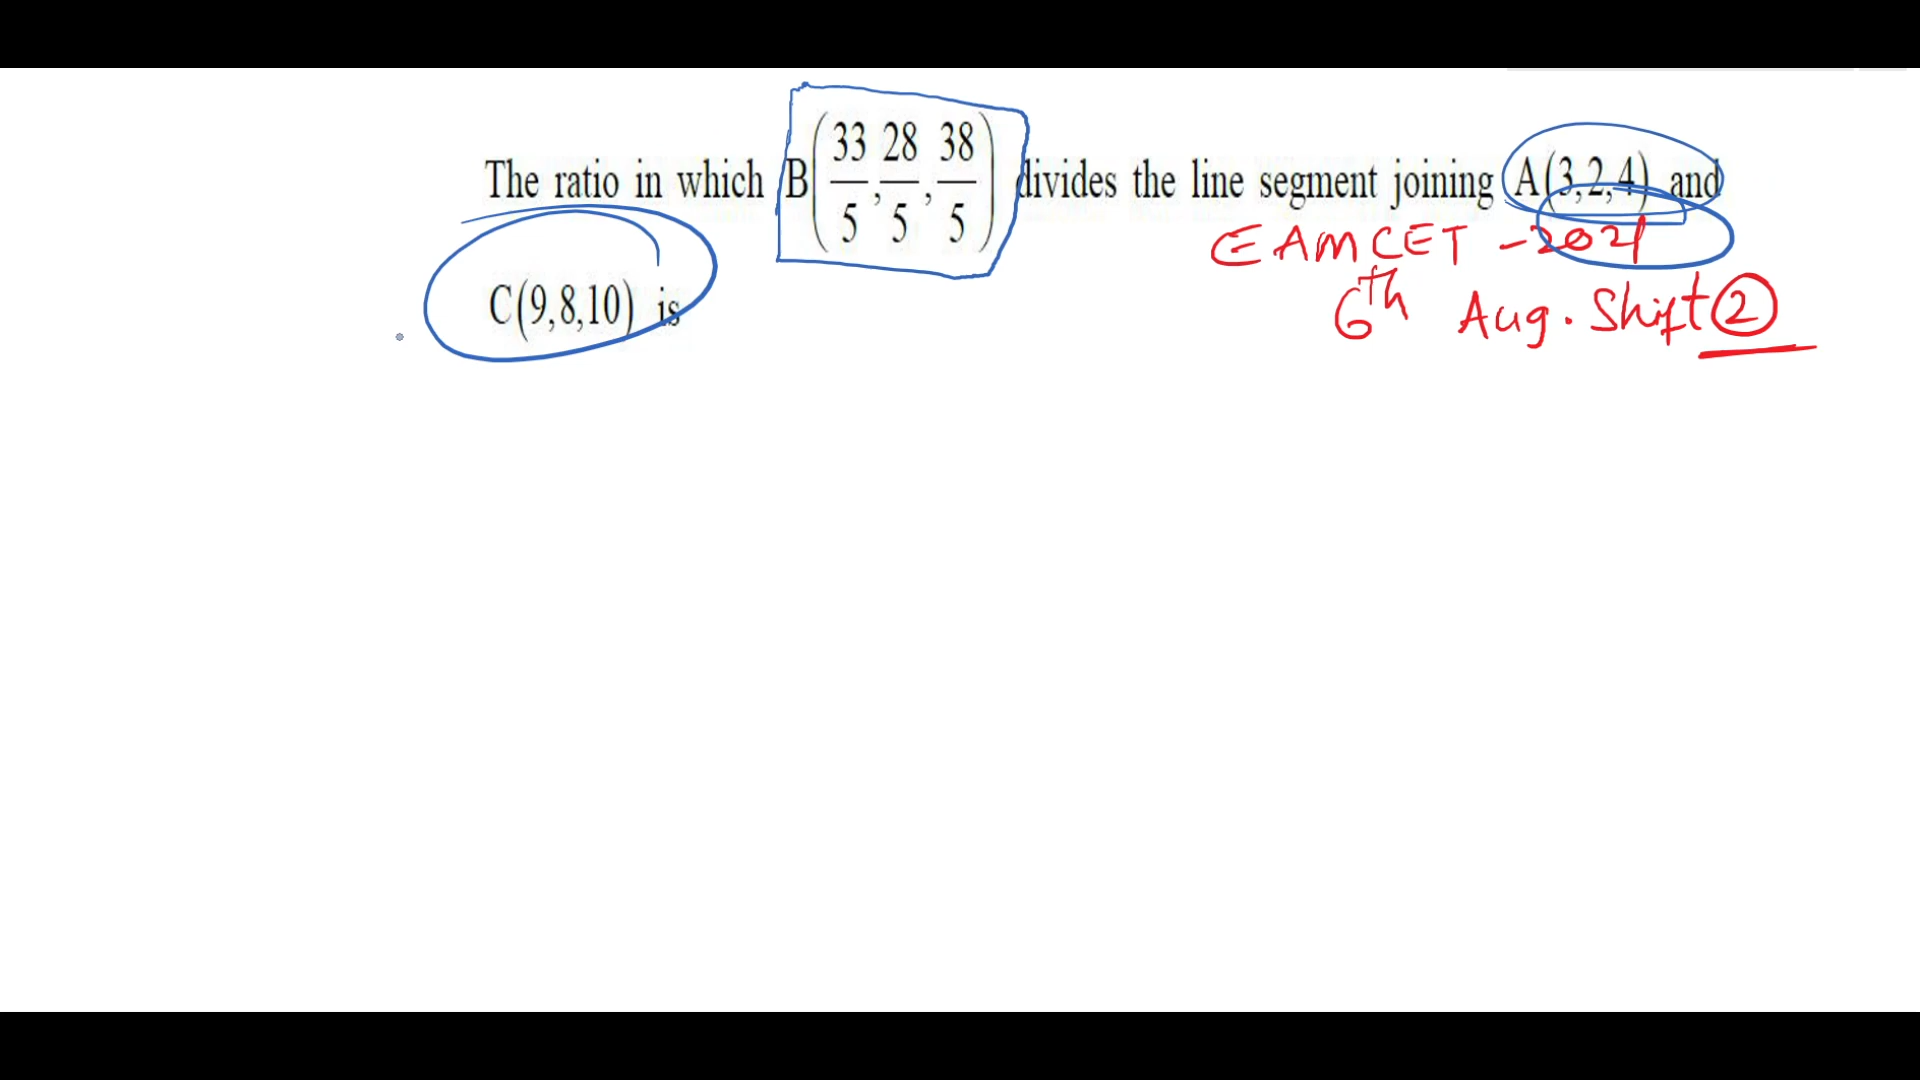 The ratio in which B(33/5, 28/5, 38/5) divides the line segment joining A(3,2,4) and
EAMCET -2021
C(9,8,10) is
6th Aug. Shift 2